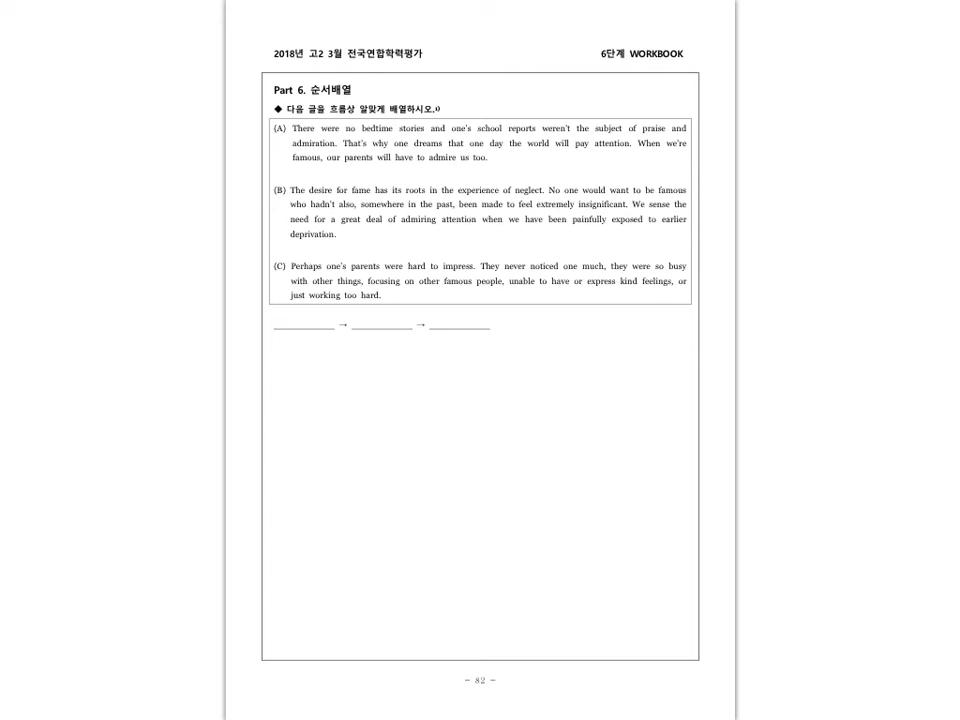 2018년 고2 3월 전국연합학력평가
6단계 WORKBOOK
Part 6. 순서배열
◆ 다음 글을 흐름상 알맞게 배열하시오.1)
(A) There were no bedtime stories and one's school reports weren't the subject of praise and
admiration. That's why one dreams that one day the world will pay attention. When we're
famous, our parents will have to admire us too.
(B) The desire for fame has its roots in the experience of neglect. No one would want to be famous
who hadn't also, somewhere in the past, been made to feel extremely insignificant. We sense the
need for a great deal of admiring attention when we have been painfully exposed to earlier
deprivation.
(C) Perhaps one's parents were hard to impress. They never noticed one much, they were so busy
with other things, focusing on other famous people, unable to have or express kind feelings, or
just working too hard.
____________ → ____________ → ____________
- 82 -